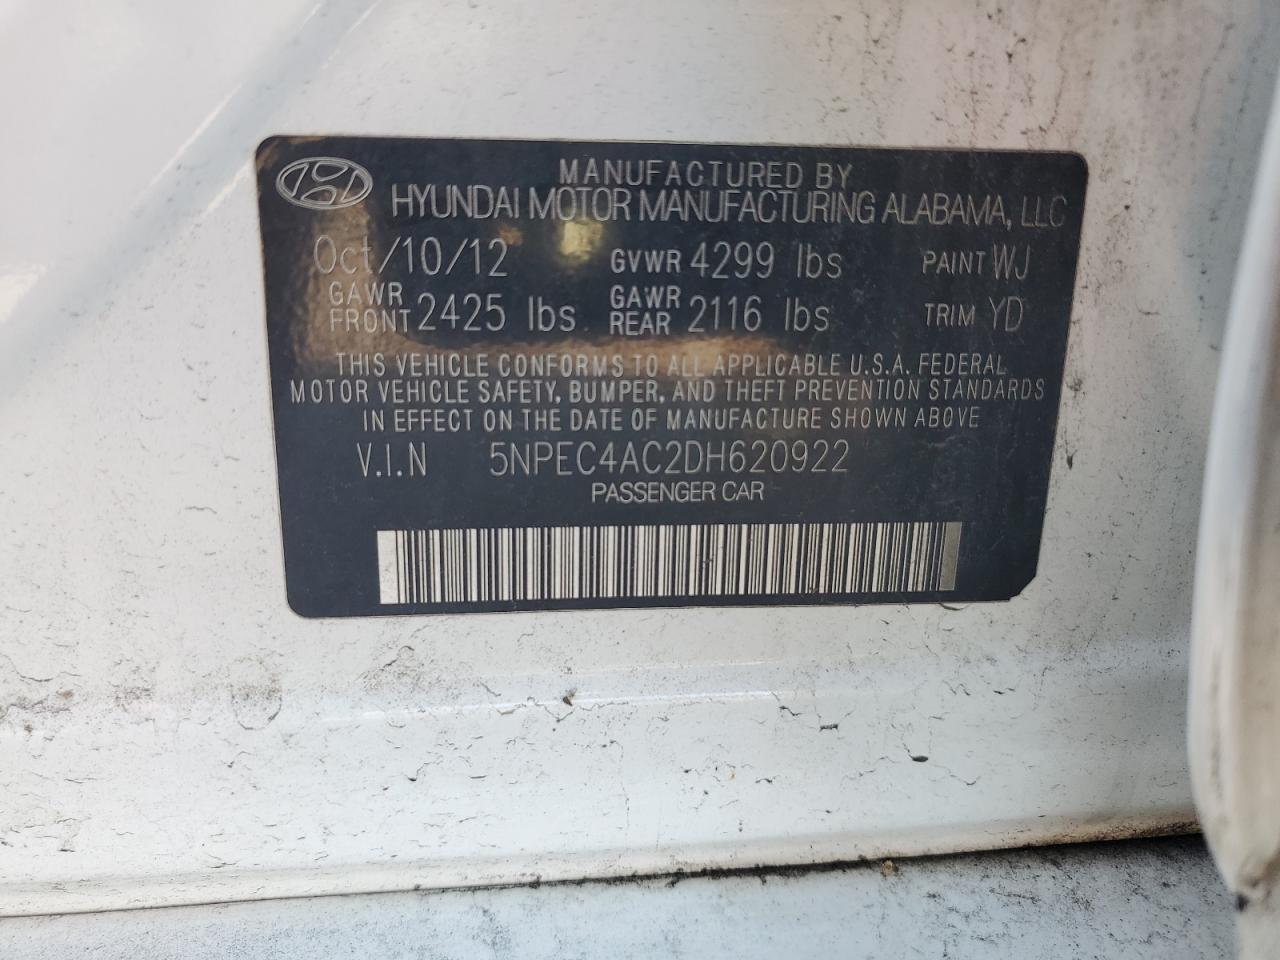 MANUFACTURED BY
HYUNDAI MOTOR MANUFACTURING ALABAMA, LLC
Oct/10/12 GVWR 4299 lbs PAINT WJ
GAWR FRONT 2425 lbs GAWR REAR 2116 lbs TRIM YD
THIS VEHICLE CONFORMS TO ALL APPLICABLE U.S.A. FEDERAL
MOTOR VEHICLE SAFETY, BUMPER, AND THEFT PREVENTION STANDARDS
IN EFFECT ON THE DATE OF MANUFACTURE SHOWN ABOVE
V.I.N 5NPEC4AC2DH620922
PASSENGER CAR